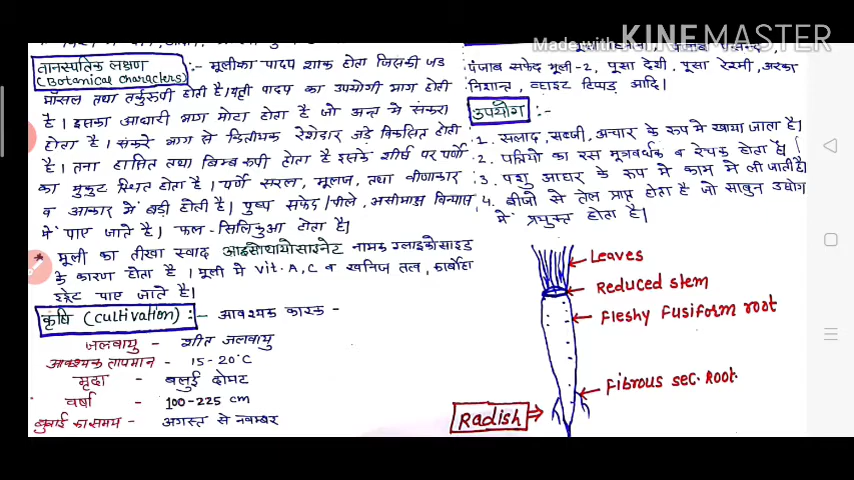 Made with KINEMASTER
वानस्पतिक लक्षण
(Botanical characters)
:- मूलीका पादप शाक होता जिसकी जड
माँसल तथा तर्कुरूपी होती है। यही पादप का उपयोगी भाग होती
है। इसका आधारी भाग मोटा होता है जो अन्त मे संकरा
होता है। संकरे भाग से द्वितीयक रेशेदार जड़े विकसित होती
होता है। तना हासित तथा बिम्ब रूपी होता है इसके शीर्ष पर पर्णो
का मुकुट स्थित होता है। पर्णे सरल, मूलज, तथा वीणाकार
व आकार में बड़ी होती है। पुष्प सफेद/पीले, असीमाक्ष विन्यास
मे पाए जाते है। फल- सिलिकुआ होता है।
मूली का तीखा स्वाद आइसोथायोसाइनेट नामक ग्लाइकोसाइड
के कारण होता है। मूली मे Vit. A, C व खनिज तत्व, कार्बोहा
इड्रेट पाए जाते है।
कृषि (Cultivation) :- आवश्यक कारक -
जलवायु - शीत जलवायु
आवश्यक तापमान - 15-20°C
मृदा - बलुई दोमट
वर्षा - 100-225 cm
बुवाई का समय - अगस्त से नवम्बर
पंजाब सफेद मूली-2, पूसा देशी, पूसा रेश्मी, अरका
निशान्त, व्हाइट टिप्पड आदि।
उपयोग :-
1. सलाद, सब्जी, अचार के रूप मे खाया जाता है।
2. पत्तियो का रस मूत्रवर्धक व रेचक होता है।
3. पशु आहार के रूप मे काम मे ली जाती है।
4. बीजो से तेल प्राप्त होता है जो साबुन उद्योग
में प्रयुक्त होता है।
Leaves
Reduced stem
Fleshy Fusiform root
Fibrous sec. Root.
Radish